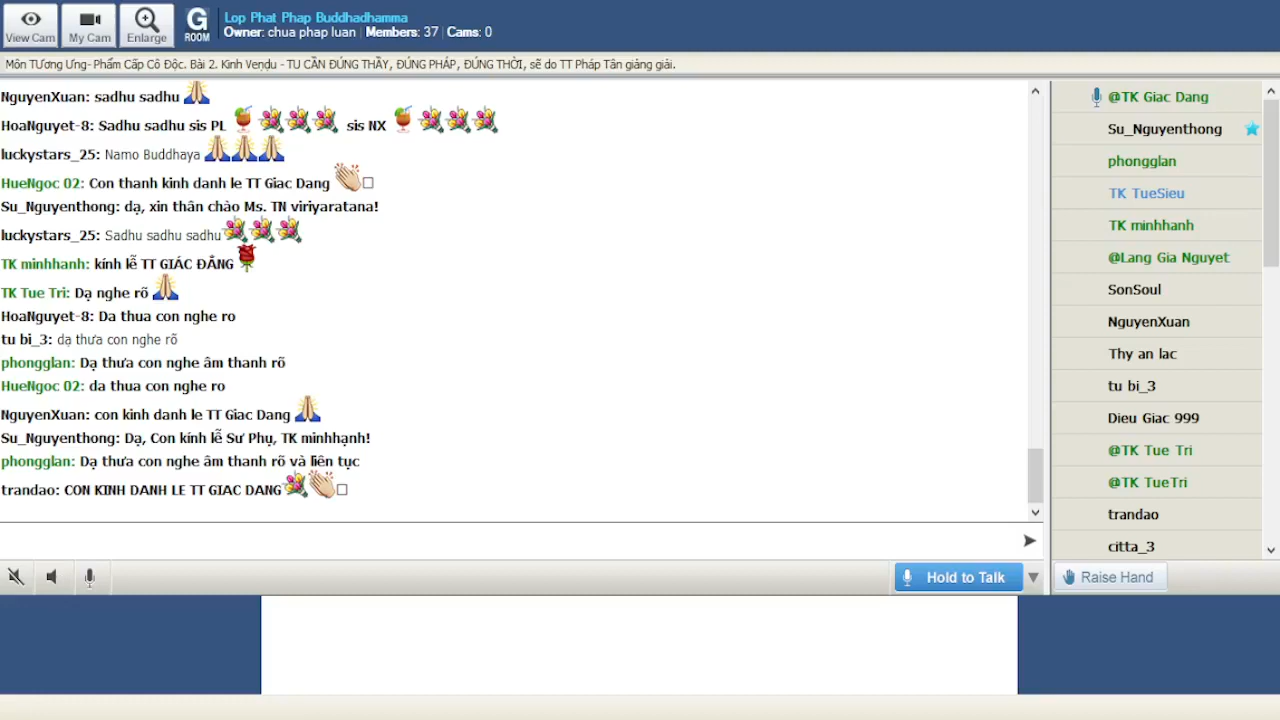 View Cam
My Cam
Enlarge
G
ROOM
Lop Phat Phap Buddhadhamma
Owner: chua phap luan | Members: 37 | Cams: 0
Môn Tương Ưng- Phẩm Cấp Cô Độc. Bài 2. Kinh Veṇḍu - TU CẦN ĐÚNG THẦY, ĐÚNG PHÁP, ĐÚNG THỜI, sẽ do TT Pháp Tân giảng giải.
NguyenXuan: sadhu sadhu
HoaNguyet-8: Sadhu sadhu sis PL sis NX
luckystars_25: Namo Buddhaya
HueNgoc 02: Con thanh kinh danh le TT Giac Dang
Su_Nguyenthong: dạ, xin thân chào Ms. TN viriyaratana!
luckystars_25: Sadhu sadhu sadhu
TK minhhanh: kính lễ TT GIÁC ĐẲNG
TK Tue Tri: Dạ nghe rõ
HoaNguyet-8: Da thua con nghe ro
tu bi_3: dạ thưa con nghe rõ
phongglan: Dạ thưa con nghe âm thanh rõ
HueNgoc 02: da thua con nghe ro
NguyenXuan: con kinh danh le TT Giac Dang
Su_Nguyenthong: Dạ, Con kính lễ Sư Phụ, TK minhhạnh!
phongglan: Dạ thưa con nghe âm thanh rõ và liên tục
trandao: CON KINH DANH LE TT GIAC DANG
Hold to Talk
@TK Giac Dang
Su_Nguyenthong
phongglan
TK TueSieu
TK minhhanh
@Lang Gia Nguyet
SonSoul
NguyenXuan
Thy an lac
tu bi_3
Dieu Giac 999
@TK Tue Tri
@TK TueTri
trandao
citta_3
Raise Hand